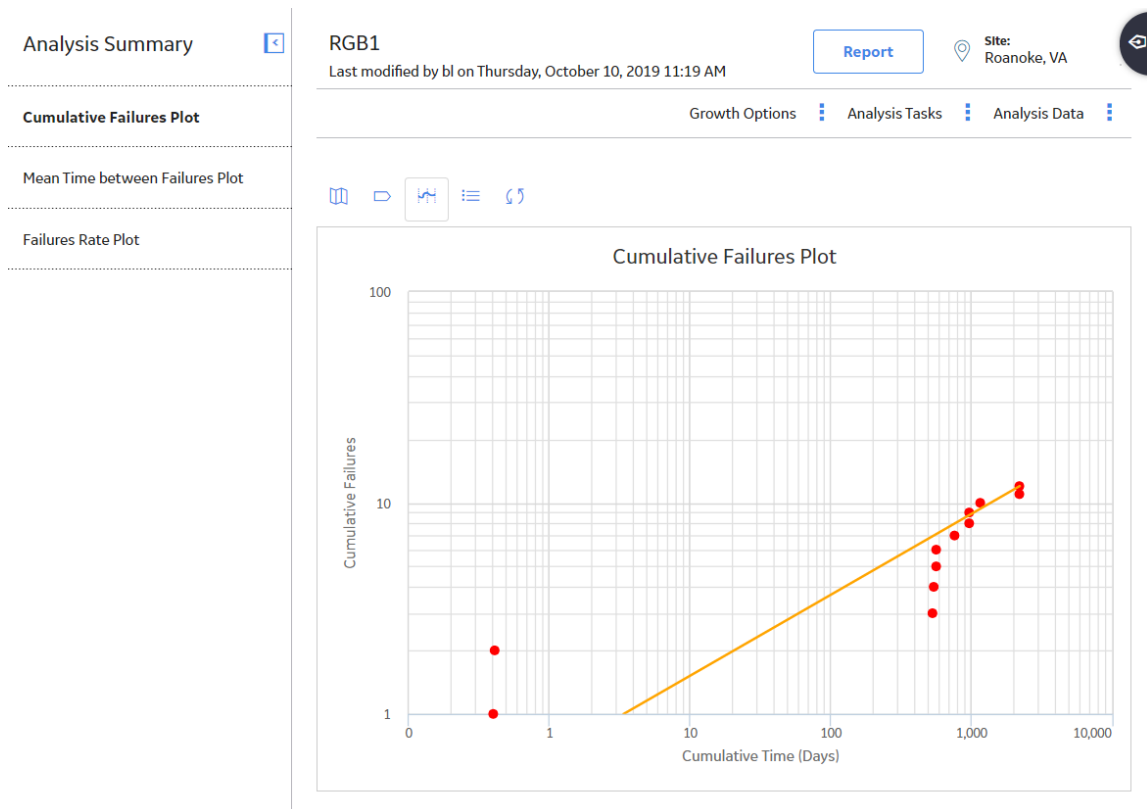 Analysis Summary
Cumulative Failures Plot
Mean Time between Failures Plot
Failures Rate Plot
RGB1
Last modified by bl on Thursday, October 10, 2019 11:19 AM
Report
Site:
Roanoke, VA
Growth Options
Analysis Tasks
Analysis Data
Cumulative Failures Plot
100
10
1
Cumulative Failures
0 1 10 100 1,000 10,000
Cumulative Time (Days)